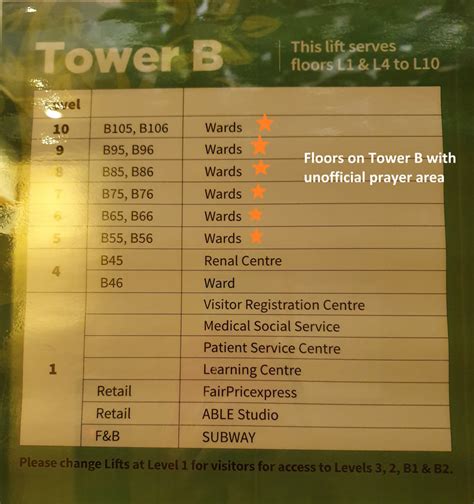 Tower B
This lift serves
floors L1 & L4 to L10
Level
10 B105, B106 Wards
9 B95, B96 Wards
8 B85, B86 Wards
7 B75, B76 Wards
6 B65, B66 Wards
5 B55, B56 Wards
Floors on Tower B with
unofficial prayer area
4 B45 Renal Centre
B46 Ward
1 Visitor Registration Centre
Medical Social Service
Patient Service Centre
Learning Centre
Retail FairPricexpress
Retail ABLE Studio
F&B SUBWAY
Please change Lifts at Level 1 for visitors for access to Levels 3, 2, B1 & B2.